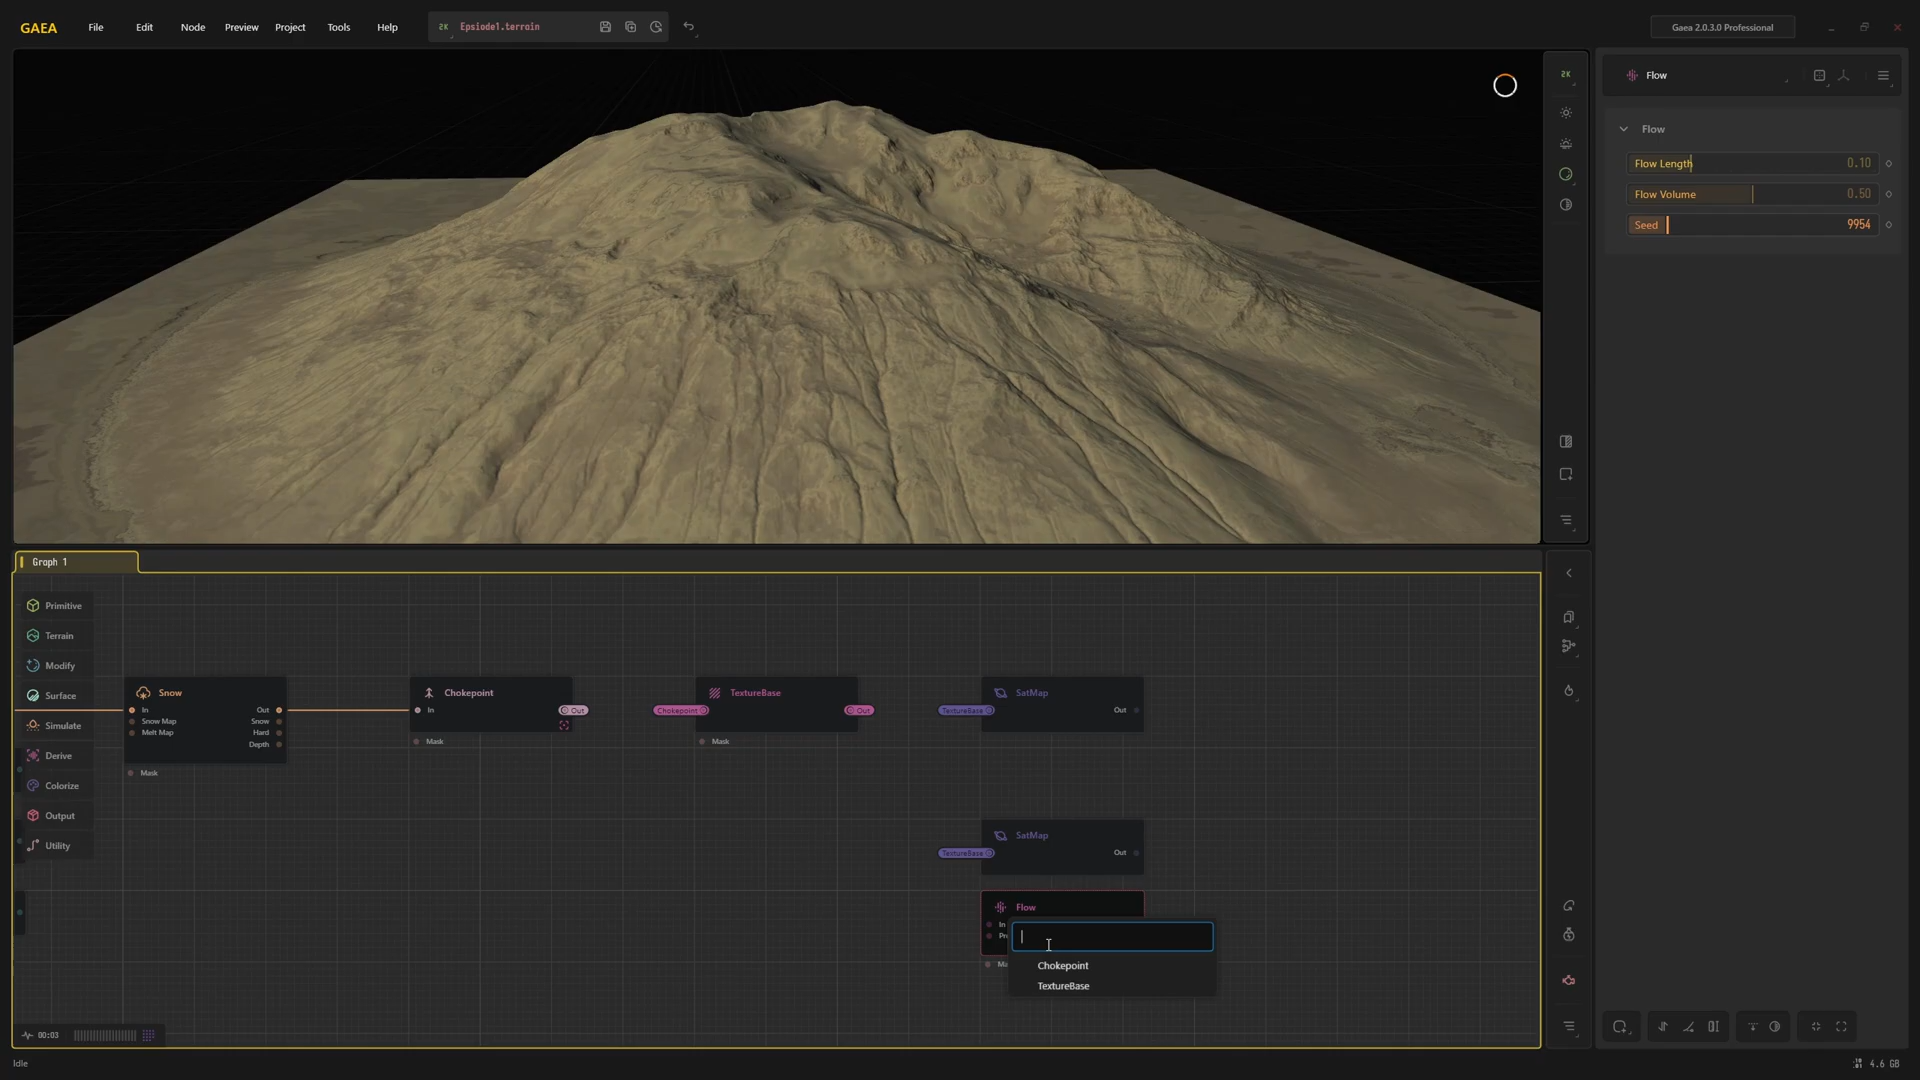 GAEA File Edit Node Preview Project Tools Help
2K Epsiode1.terrain
Gaea 2.0.3.0 Professional
2K
Flow
Flow
Flow Length 0.10
Flow Volume 0.50
Seed 9954
Graph 1
Primitive
Terrain
Modify
Surface
Simulate
Derive
Colorize
Output
Utility
Snow
In Out
Snow Map Snow
Melt Map Hard
Depth
Mask
Chokepoint
In Out
Mask
TextureBase
Chokepoint Out
Mask
SatMap
TextureBase Out
SatMap
TextureBase Out
Flow
In
Chokepoint
TextureBase
00:03
Idle
4.6 GB